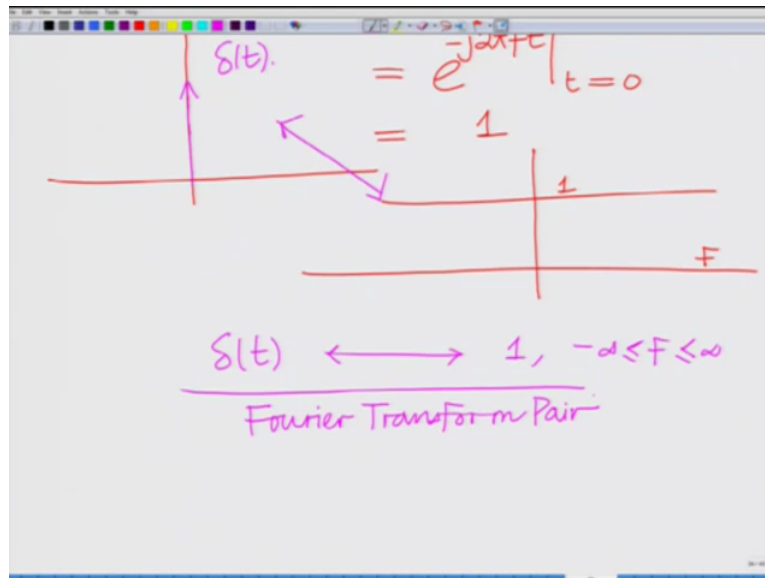 δ(t).
= e^{-j2πFt}|_{t=0}
= 1
1
F
δ(t) ⟷ 1, -∞ ≤ F ≤ ∞
Fourier Transform Pair